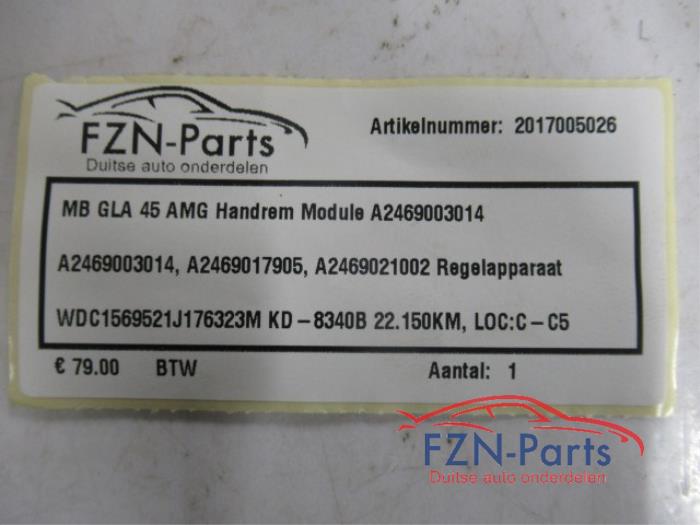 FZN-Parts
Duitse auto onderdelen
Artikelnummer: 2017005026
MB GLA 45 AMG Handrem Module A2469003014
A2469003014, A2469017905, A2469021002 Regelapparaat
WDC1569521J176323M KD-8340B 22.150KM, LOC:C-C5
€ 79.00 BTW Aantal: 1
FZN-Parts
Duitse auto onderdelen